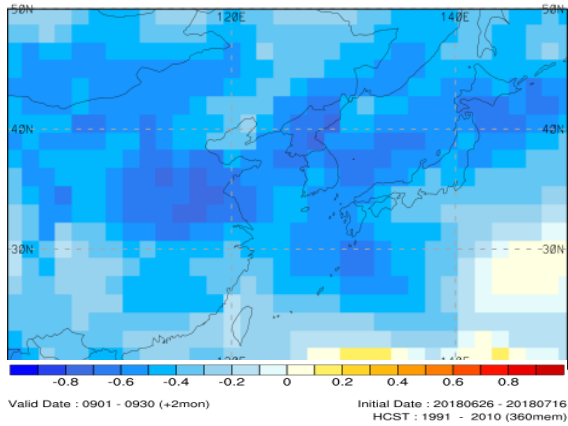 50N 120E 140E 50N
40N 40N
30N 30N
120E 140E
-0.8 -0.6 -0.4 -0.2 0 0.2 0.4 0.6 0.8
Valid Date : 0901 - 0930 (+2mon) Initial Date : 20180626 - 20180716
HCST : 1991 - 2010 (360mem)